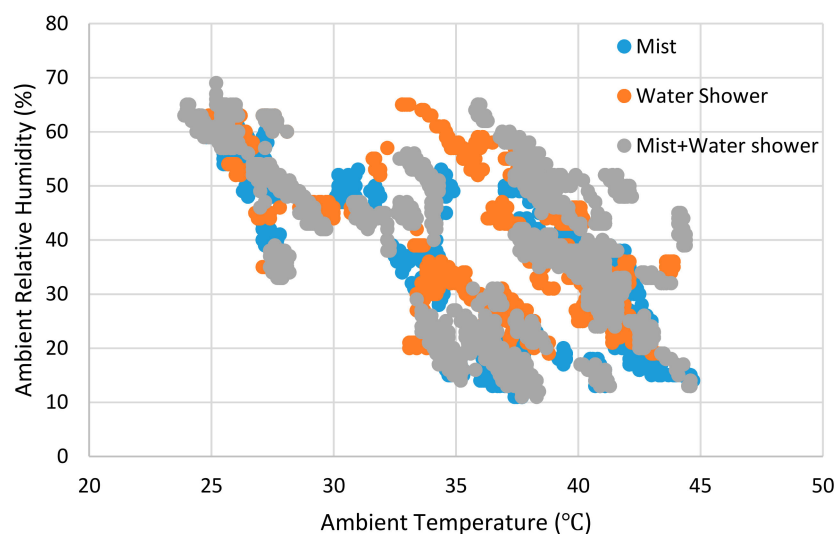 80
70
60
50
40
30
20
10
0
20 25 30 35 40 45 50
Ambient Relative Humidity (%)
Ambient Temperature (℃)
Mist
Water Shower
Mist+Water shower